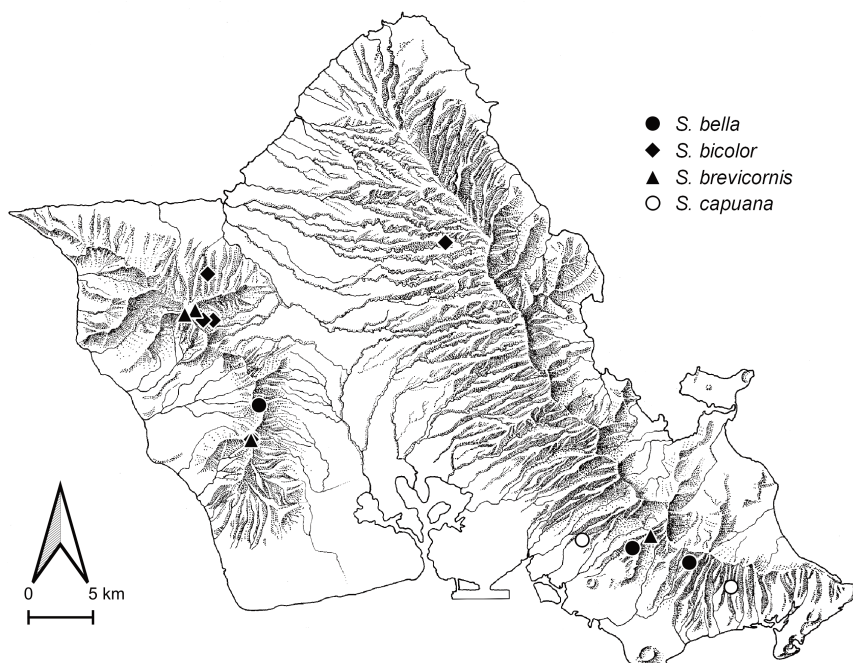 S. bella
S. bicolor
S. brevicornis
S. capuana
0 5 km